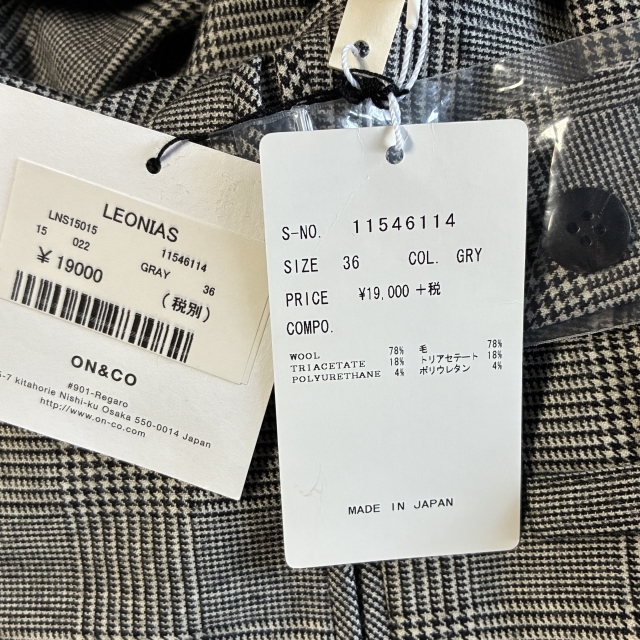 LEONIAS
LNS15015
15 022 11546114
¥19000 GRAY 36
(税別)
ON&CO
#901-Regaro
5-7 kitahorie Nishi-ku Osaka 550-0014 Japan
http://www.on-co.com
S-NO. 11546114
SIZE 36 COL. GRY
PRICE ¥19,000 +税
COMPO.
WOOL 78% 毛 78%
TRIACETATE 18% トリアセテート 18%
POLYURETHANE 4% ポリウレタン 4%
MADE IN JAPAN